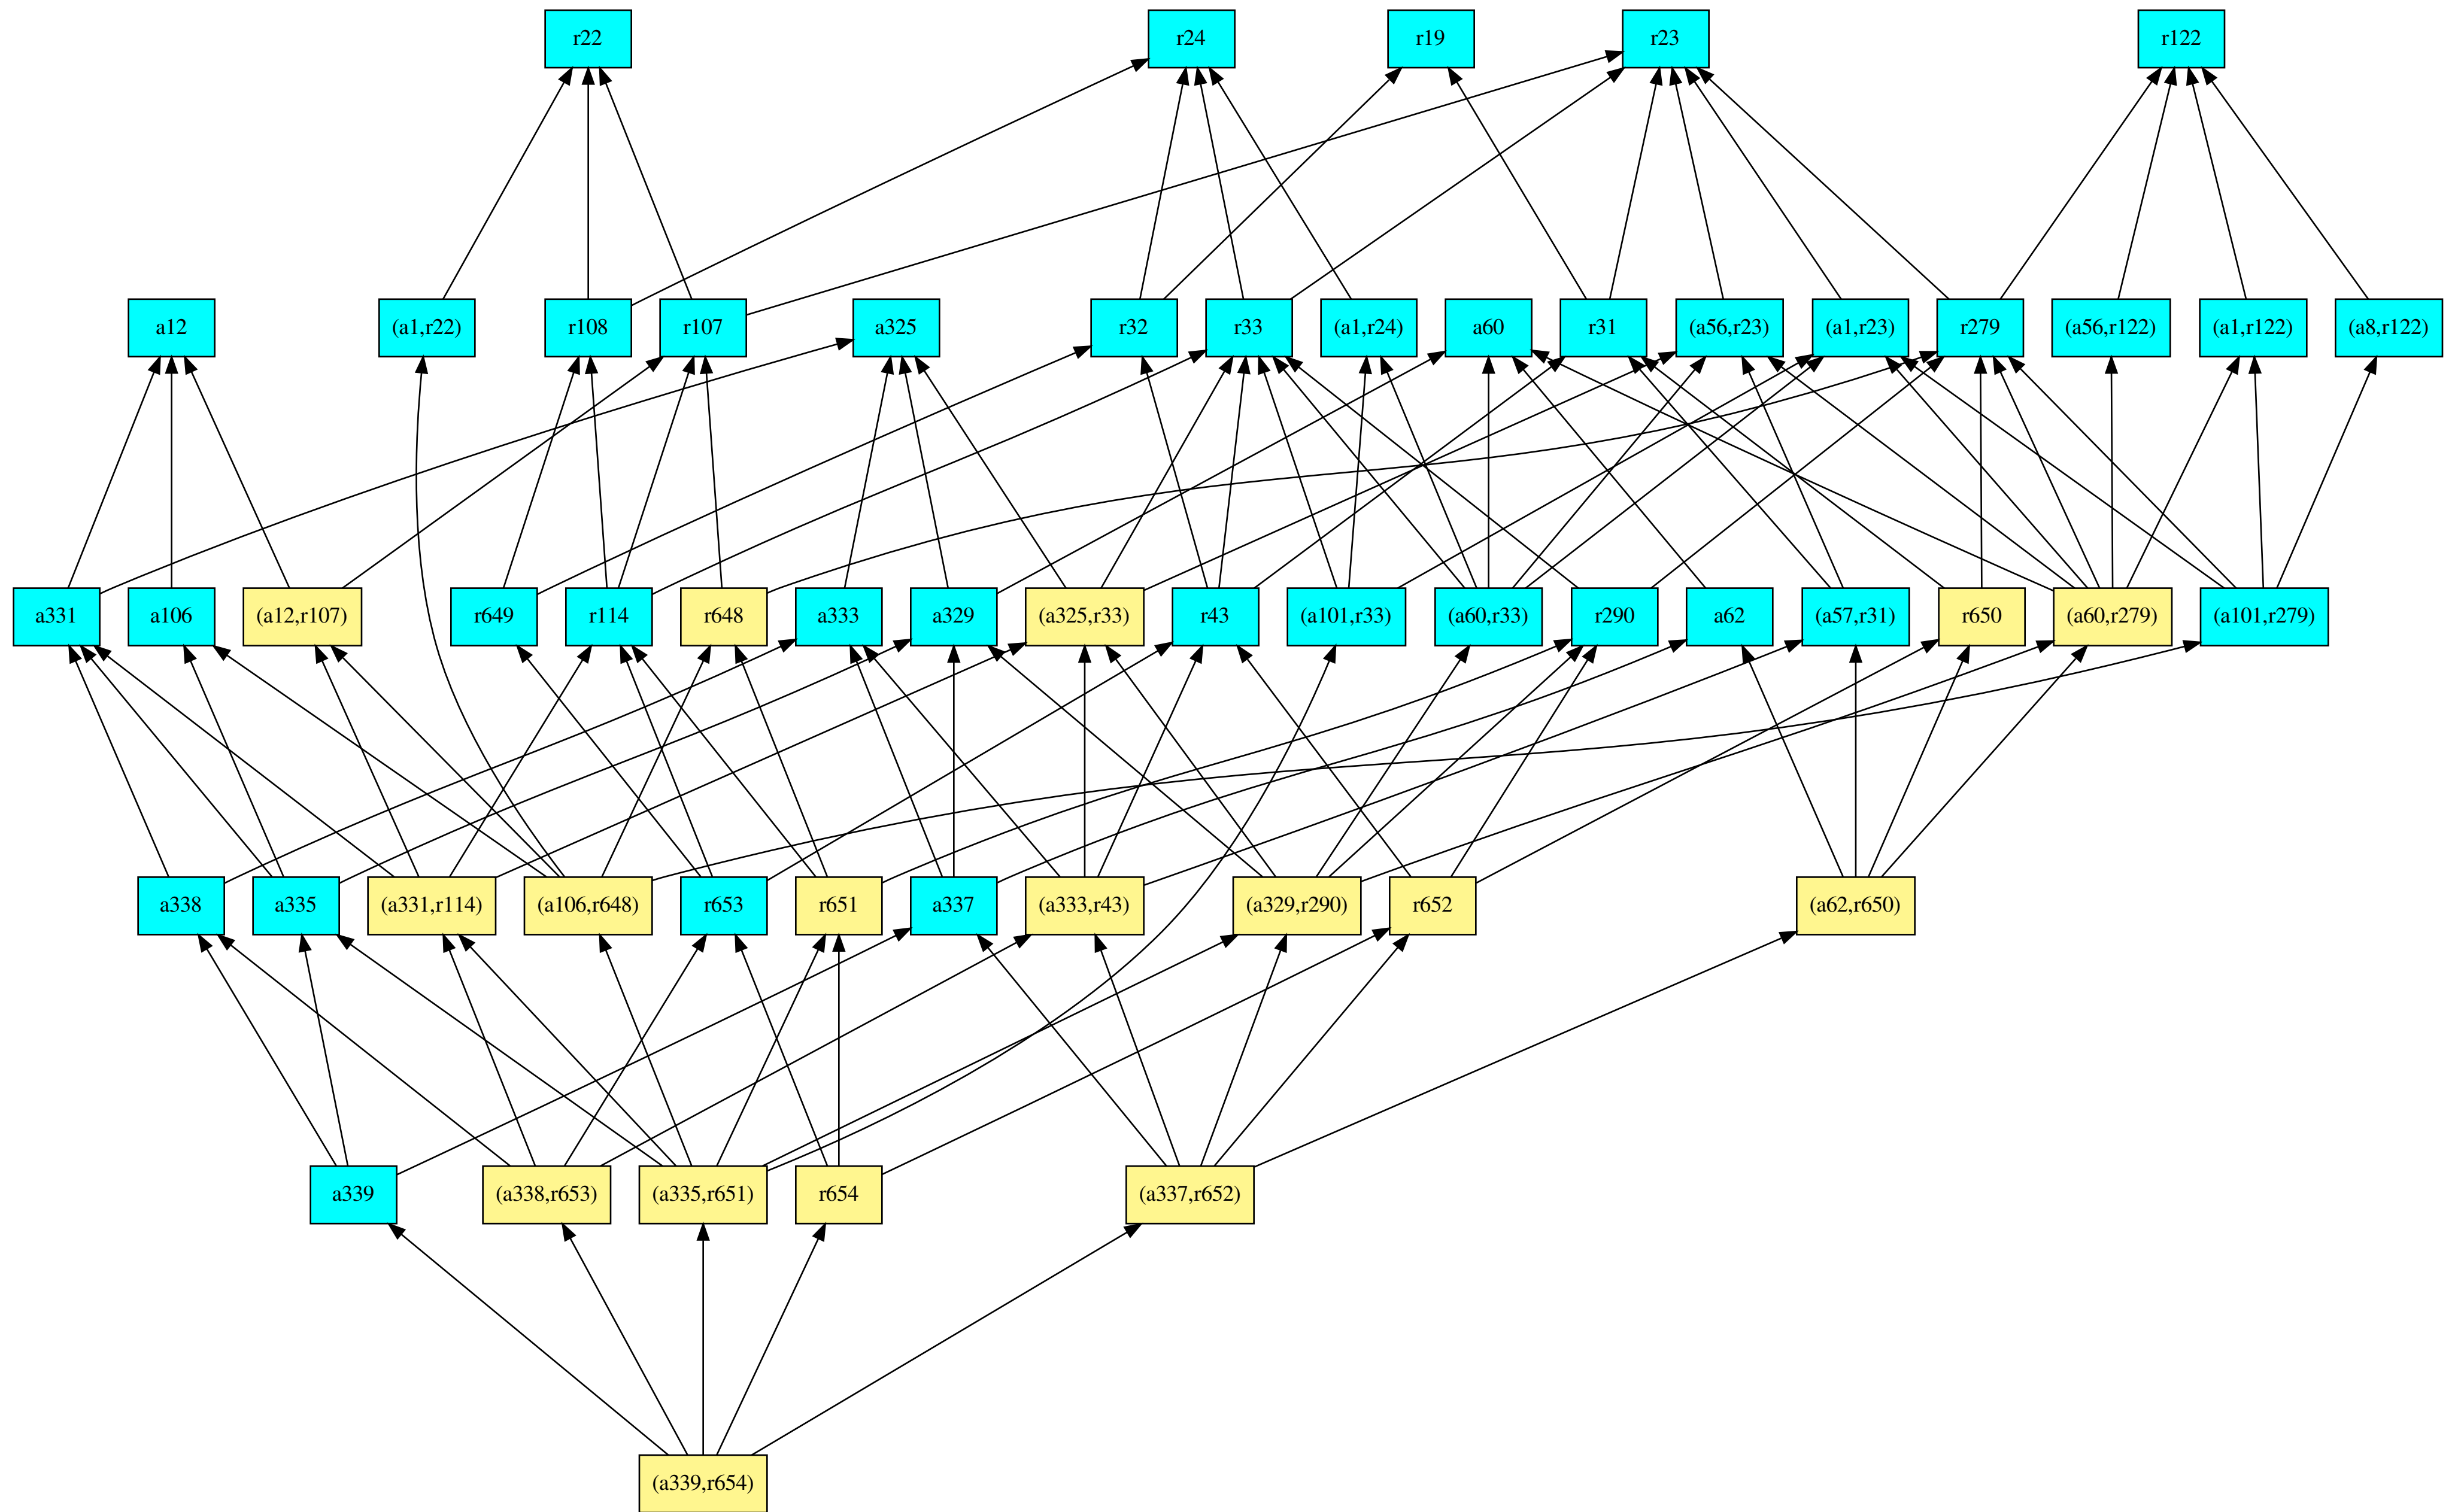 r22
r24
r19
r23
r122
a12
(a1,r22)
r108
r107
a325
r32
r33
(a1,r24)
a60
r31
(a56,r23)
(a1,r23)
r279
(a56,r122)
(a1,r122)
(a8,r122)
a331
a106
(a12,r107)
r649
r114
r648
a333
a329
(a325,r33)
r43
(a101,r33)
(a60,r33)
r290
a62
(a57,r31)
r650
(a60,r279)
(a101,r279)
a338
a335
(a331,r114)
(a106,r648)
r653
r651
a337
(a333,r43)
(a329,r290)
r652
(a62,r650)
a339
(a338,r653)
(a335,r651)
r654
(a337,r652)
(a339,r654)